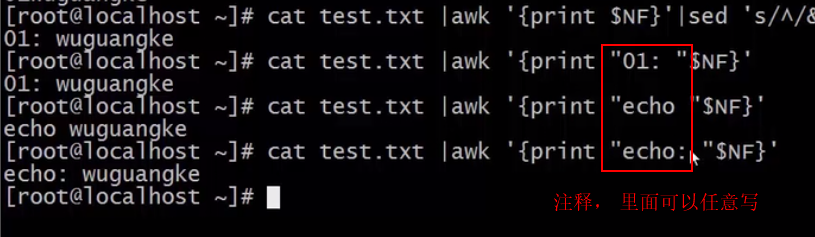 [root@localhost ~]# cat test.txt |awk '{print $NF}'|sed 's/^/&
01: wuguangke
[root@localhost ~]# cat test.txt |awk '{print "01: "$NF}'
01: wuguangke
[root@localhost ~]# cat test.txt |awk '{print "echo "$NF}'
echo wuguangke
[root@localhost ~]# cat test.txt |awk '{print "echo: "$NF}'
echo: wuguangke
[root@localhost ~]#
注释， 里面可以任意写